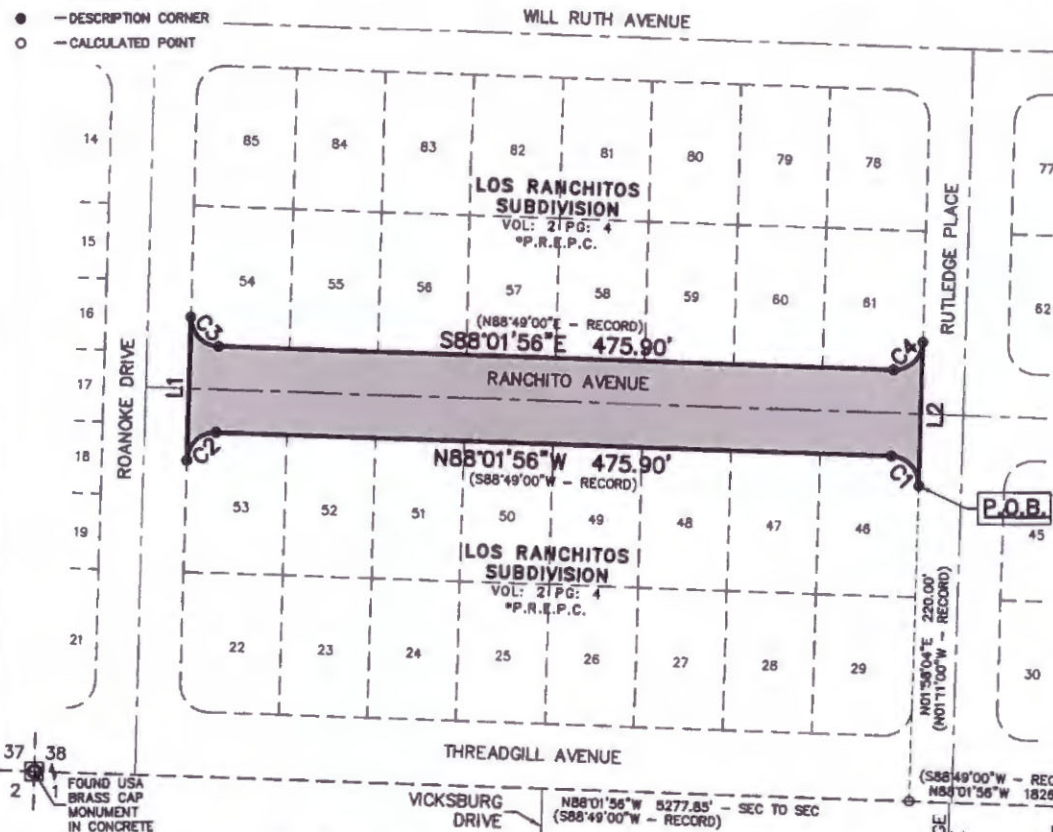 ● —DESCRIPTION CORNER
○ —CALCULATED POINT
WILL RUTH AVENUE
14
85
84
83
82
81
80
79
78
77
LOS RANCHITOS
SUBDIVISION
VOL: 2 PG: 4
*P.R.E.P.C.
RUTLEDGE PLACE
15
16
54
55
56
57
58
59
60
61
62
C3
(N88°49'00"E – RECORD)
S88°01'56"E 475.90'
C4
ROANOKE DRIVE
17
L1
RANCHITO AVENUE
L2
18
C2
N88°01'56"W 475.90'
(S88°49'00"W – RECORD)
C1
P.O.B.
19
53
52
51
50
49
48
47
46
45
LOS RANCHITOS
SUBDIVISION
VOL: 2 PG: 4
*P.R.E.P.C.
N01°58'04"E 220.00'
(N01°11'00"W – RECORD)
21
22
23
24
25
26
27
28
29
30
THREADGILL AVENUE
37 38
2 1
FOUND USA
BRASS CAP
MONUMENT
IN CONCRETE
VICKSBURG
DRIVE
N88°01'56"W 5277.85' – SEC TO SEC
(S88°49'00"W – RECORD)
(S88°49'00"W – REC
N88°01'56"W 1826
GE